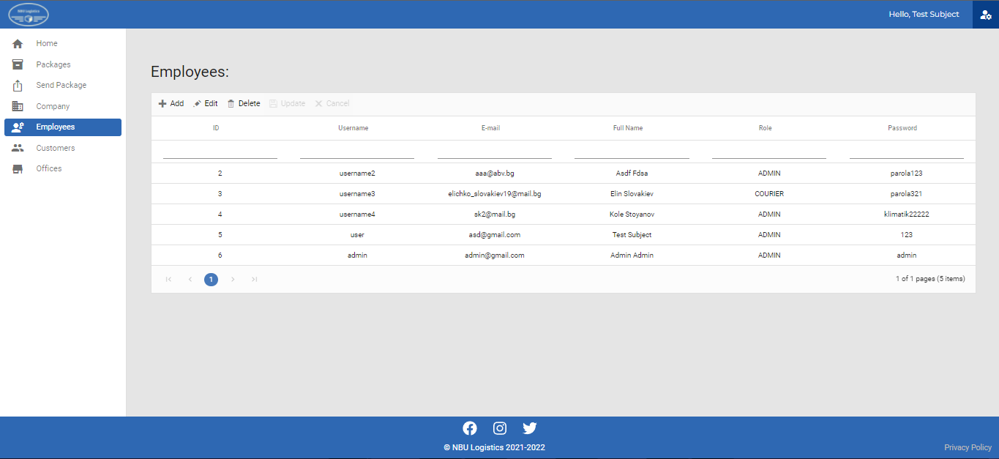 NBU Logistics
Hello, Test Subject
Home
Packages
Send Package
Company
Employees
Customers
Offices
Employees:
Add Edit Delete Update Cancel
ID Username E-mail Full Name Role Password
2 username2 aaa@abv.bg Asdf Fdsa ADMIN parola123
3 username3 elichko_slovakiev19@mail.bg Elin Slovakiev COURIER parola321
4 username4 sk2@mail.bg Kole Stoyanov ADMIN klimatik22222
5 user asd@gmail.com Test Subject ADMIN 123
6 admin admin@gmail.com Admin Admin ADMIN admin
1 1 of 1 pages (5 items)
© NBU Logistics 2021-2022
Privacy Policy